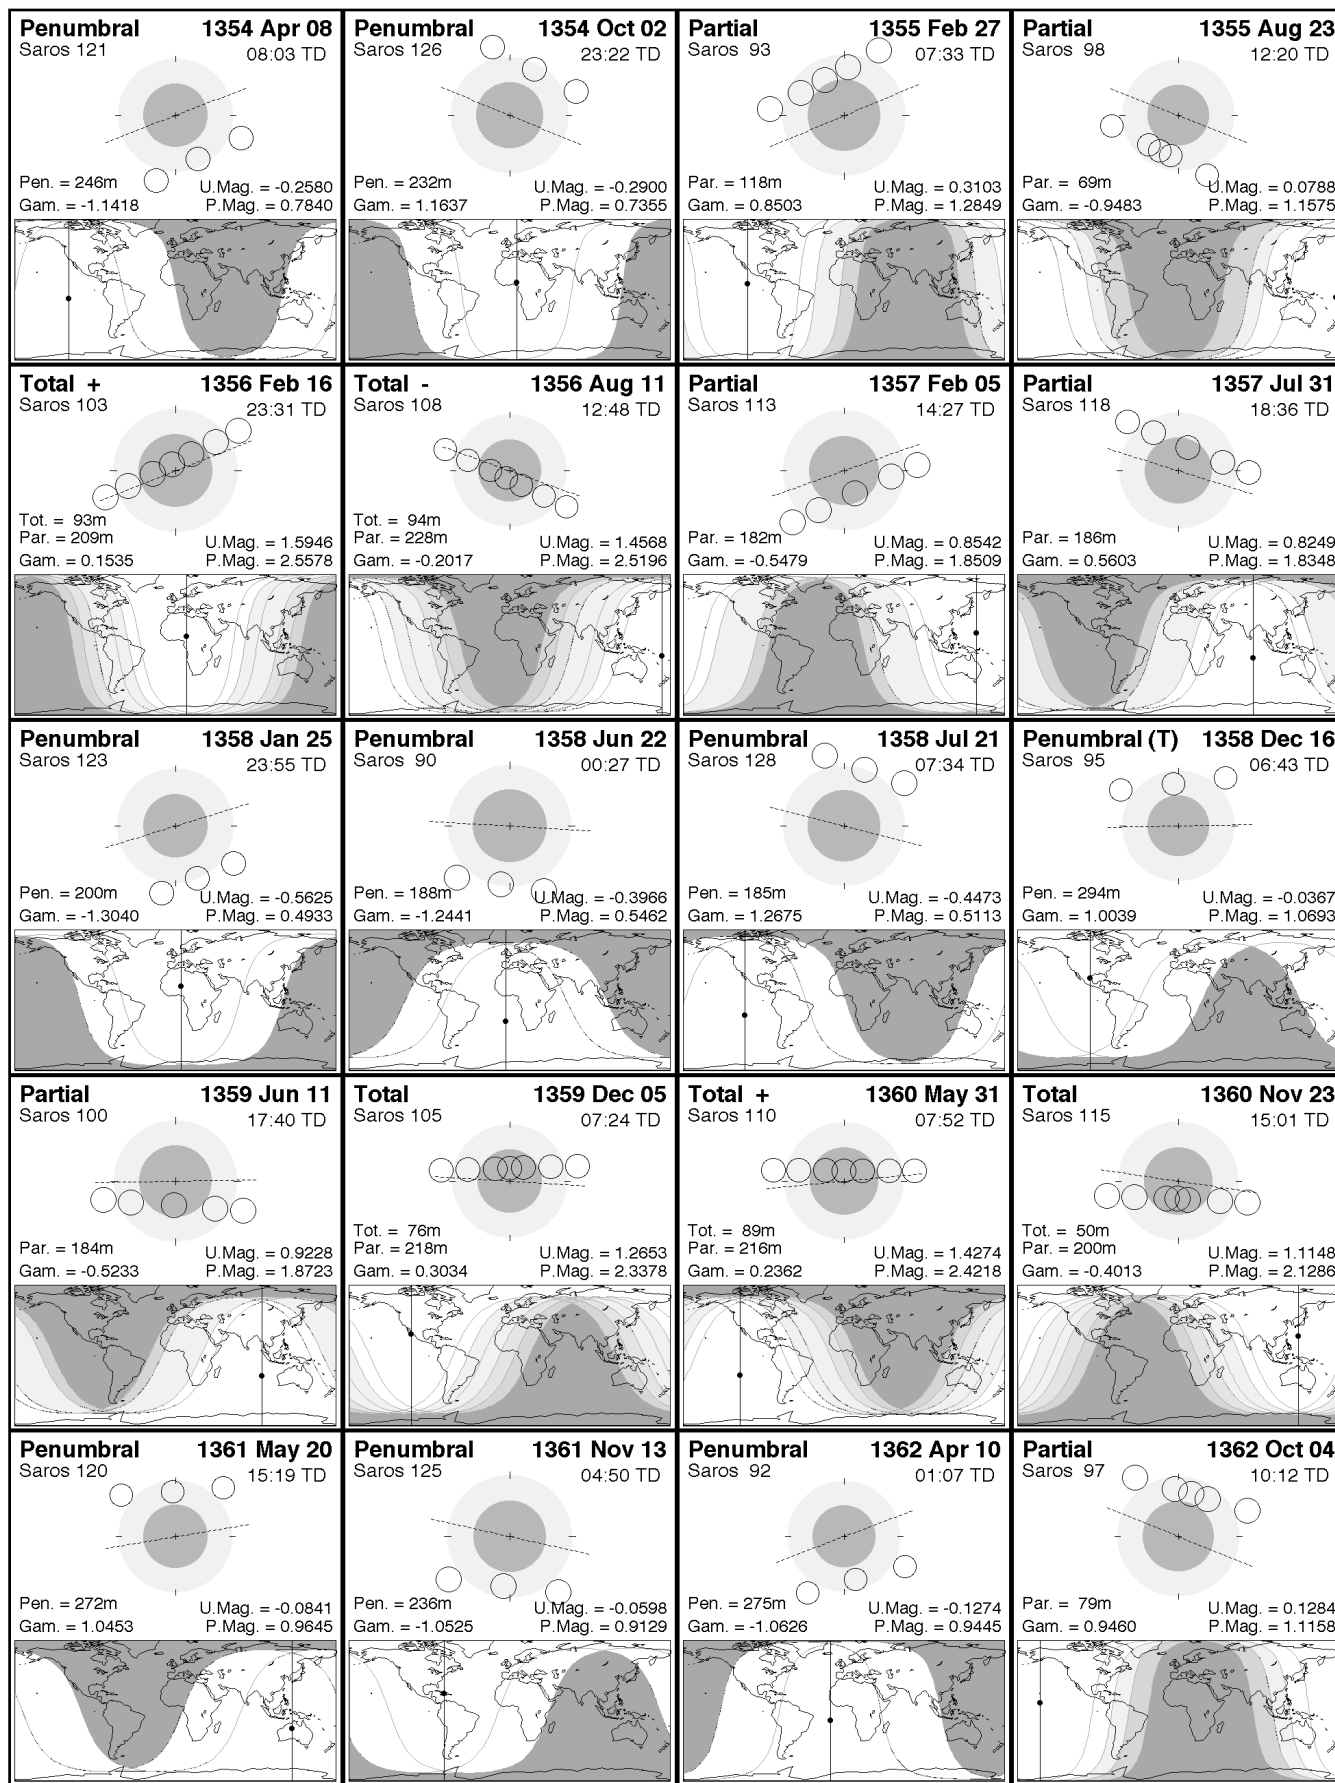 Penumbral 1354 Apr 08
Saros 121 08:03 TD
Pen. = 246m U.Mag. = -0.2580
Gam. = -1.1418 P.Mag. = 0.7840
Penumbral 1354 Oct 02
Saros 126 23:22 TD
Pen. = 232m U.Mag. = -0.2900
Gam. = 1.1637 P.Mag. = 0.7355
Partial 1355 Feb 27
Saros 93 07:33 TD
Par. = 118m U.Mag. = 0.3103
Gam. = 0.8503 P.Mag. = 1.2849
Partial 1355 Aug 23
Saros 98 12:20 TD
Par. = 69m U.Mag. = 0.0788
Gam. = -0.9483 P.Mag. = 1.1575
Total + 1356 Feb 16
Saros 103 23:31 TD
Tot. = 93m
Par. = 209m U.Mag. = 1.5946
Gam. = 0.1535 P.Mag. = 2.5578
Total - 1356 Aug 11
Saros 108 12:48 TD
Tot. = 94m
Par. = 228m U.Mag. = 1.4568
Gam. = -0.2017 P.Mag. = 2.5196
Partial 1357 Feb 05
Saros 113 14:27 TD
Par. = 182m U.Mag. = 0.8542
Gam. = -0.5479 P.Mag. = 1.8509
Partial 1357 Jul 31
Saros 118 18:36 TD
Par. = 186m U.Mag. = 0.8249
Gam. = 0.5603 P.Mag. = 1.8348
Penumbral 1358 Jan 25
Saros 123 23:55 TD
Pen. = 200m U.Mag. = -0.5625
Gam. = -1.3040 P.Mag. = 0.4933
Penumbral 1358 Jun 22
Saros 90 00:27 TD
Pen. = 188m U.Mag. = -0.3966
Gam. = -1.2441 P.Mag. = 0.5462
Penumbral 1358 Jul 21
Saros 128 07:34 TD
Pen. = 185m U.Mag. = -0.4473
Gam. = 1.2675 P.Mag. = 0.5113
Penumbral (T) 1358 Dec 16
Saros 95 06:43 TD
Pen. = 294m U.Mag. = -0.0367
Gam. = 1.0039 P.Mag. = 1.0693
Partial 1359 Jun 11
Saros 100 17:40 TD
Par. = 184m U.Mag. = 0.9228
Gam. = -0.5233 P.Mag. = 1.8723
Total 1359 Dec 05
Saros 105 07:24 TD
Tot. = 76m
Par. = 218m U.Mag. = 1.2653
Gam. = 0.3034 P.Mag. = 2.3378
Total + 1360 May 31
Saros 110 07:52 TD
Tot. = 89m
Par. = 216m U.Mag. = 1.4274
Gam. = 0.2362 P.Mag. = 2.4218
Total 1360 Nov 23
Saros 115 15:01 TD
Tot. = 50m
Par. = 200m U.Mag. = 1.1148
Gam. = -0.4013 P.Mag. = 2.1286
Penumbral 1361 May 20
Saros 120 15:19 TD
Pen. = 272m U.Mag. = -0.0841
Gam. = 1.0453 P.Mag. = 0.9645
Penumbral 1361 Nov 13
Saros 125 04:50 TD
Pen. = 236m U.Mag. = -0.0598
Gam. = -1.0525 P.Mag. = 0.9129
Penumbral 1362 Apr 10
Saros 92 01:07 TD
Pen. = 275m U.Mag. = -0.1274
Gam. = -1.0626 P.Mag. = 0.9445
Partial 1362 Oct 04
Saros 97 10:12 TD
Par. = 79m U.Mag. = 0.1284
Gam. = 0.9460 P.Mag. = 1.1158